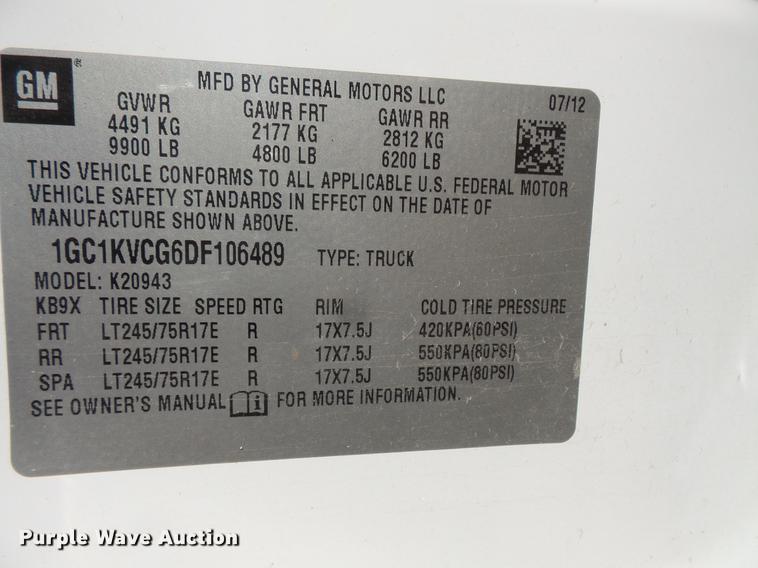 GM ®
MFD BY GENERAL MOTORS LLC 07/12
GVWR GAWR FRT GAWR RR
4491 KG 2177 KG 2812 KG
9900 LB 4800 LB 6200 LB
THIS VEHICLE CONFORMS TO ALL APPLICABLE U.S. FEDERAL MOTOR
VEHICLE SAFETY STANDARDS IN EFFECT ON THE DATE OF
MANUFACTURE SHOWN ABOVE.
1GC1KVCG6DF106489 TYPE: TRUCK
MODEL: K20943
KB9X TIRE SIZE SPEED RTG RIM COLD TIRE PRESSURE
FRT LT245/75R17E R 17X7.5J 420KPA(60PSI)
RR LT245/75R17E R 17X7.5J 550KPA(80PSI)
SPA LT245/75R17E R 17X7.5J 550KPA(80PSI)
SEE OWNER'S MANUAL i FOR MORE INFORMATION.
Purple Wave Auction